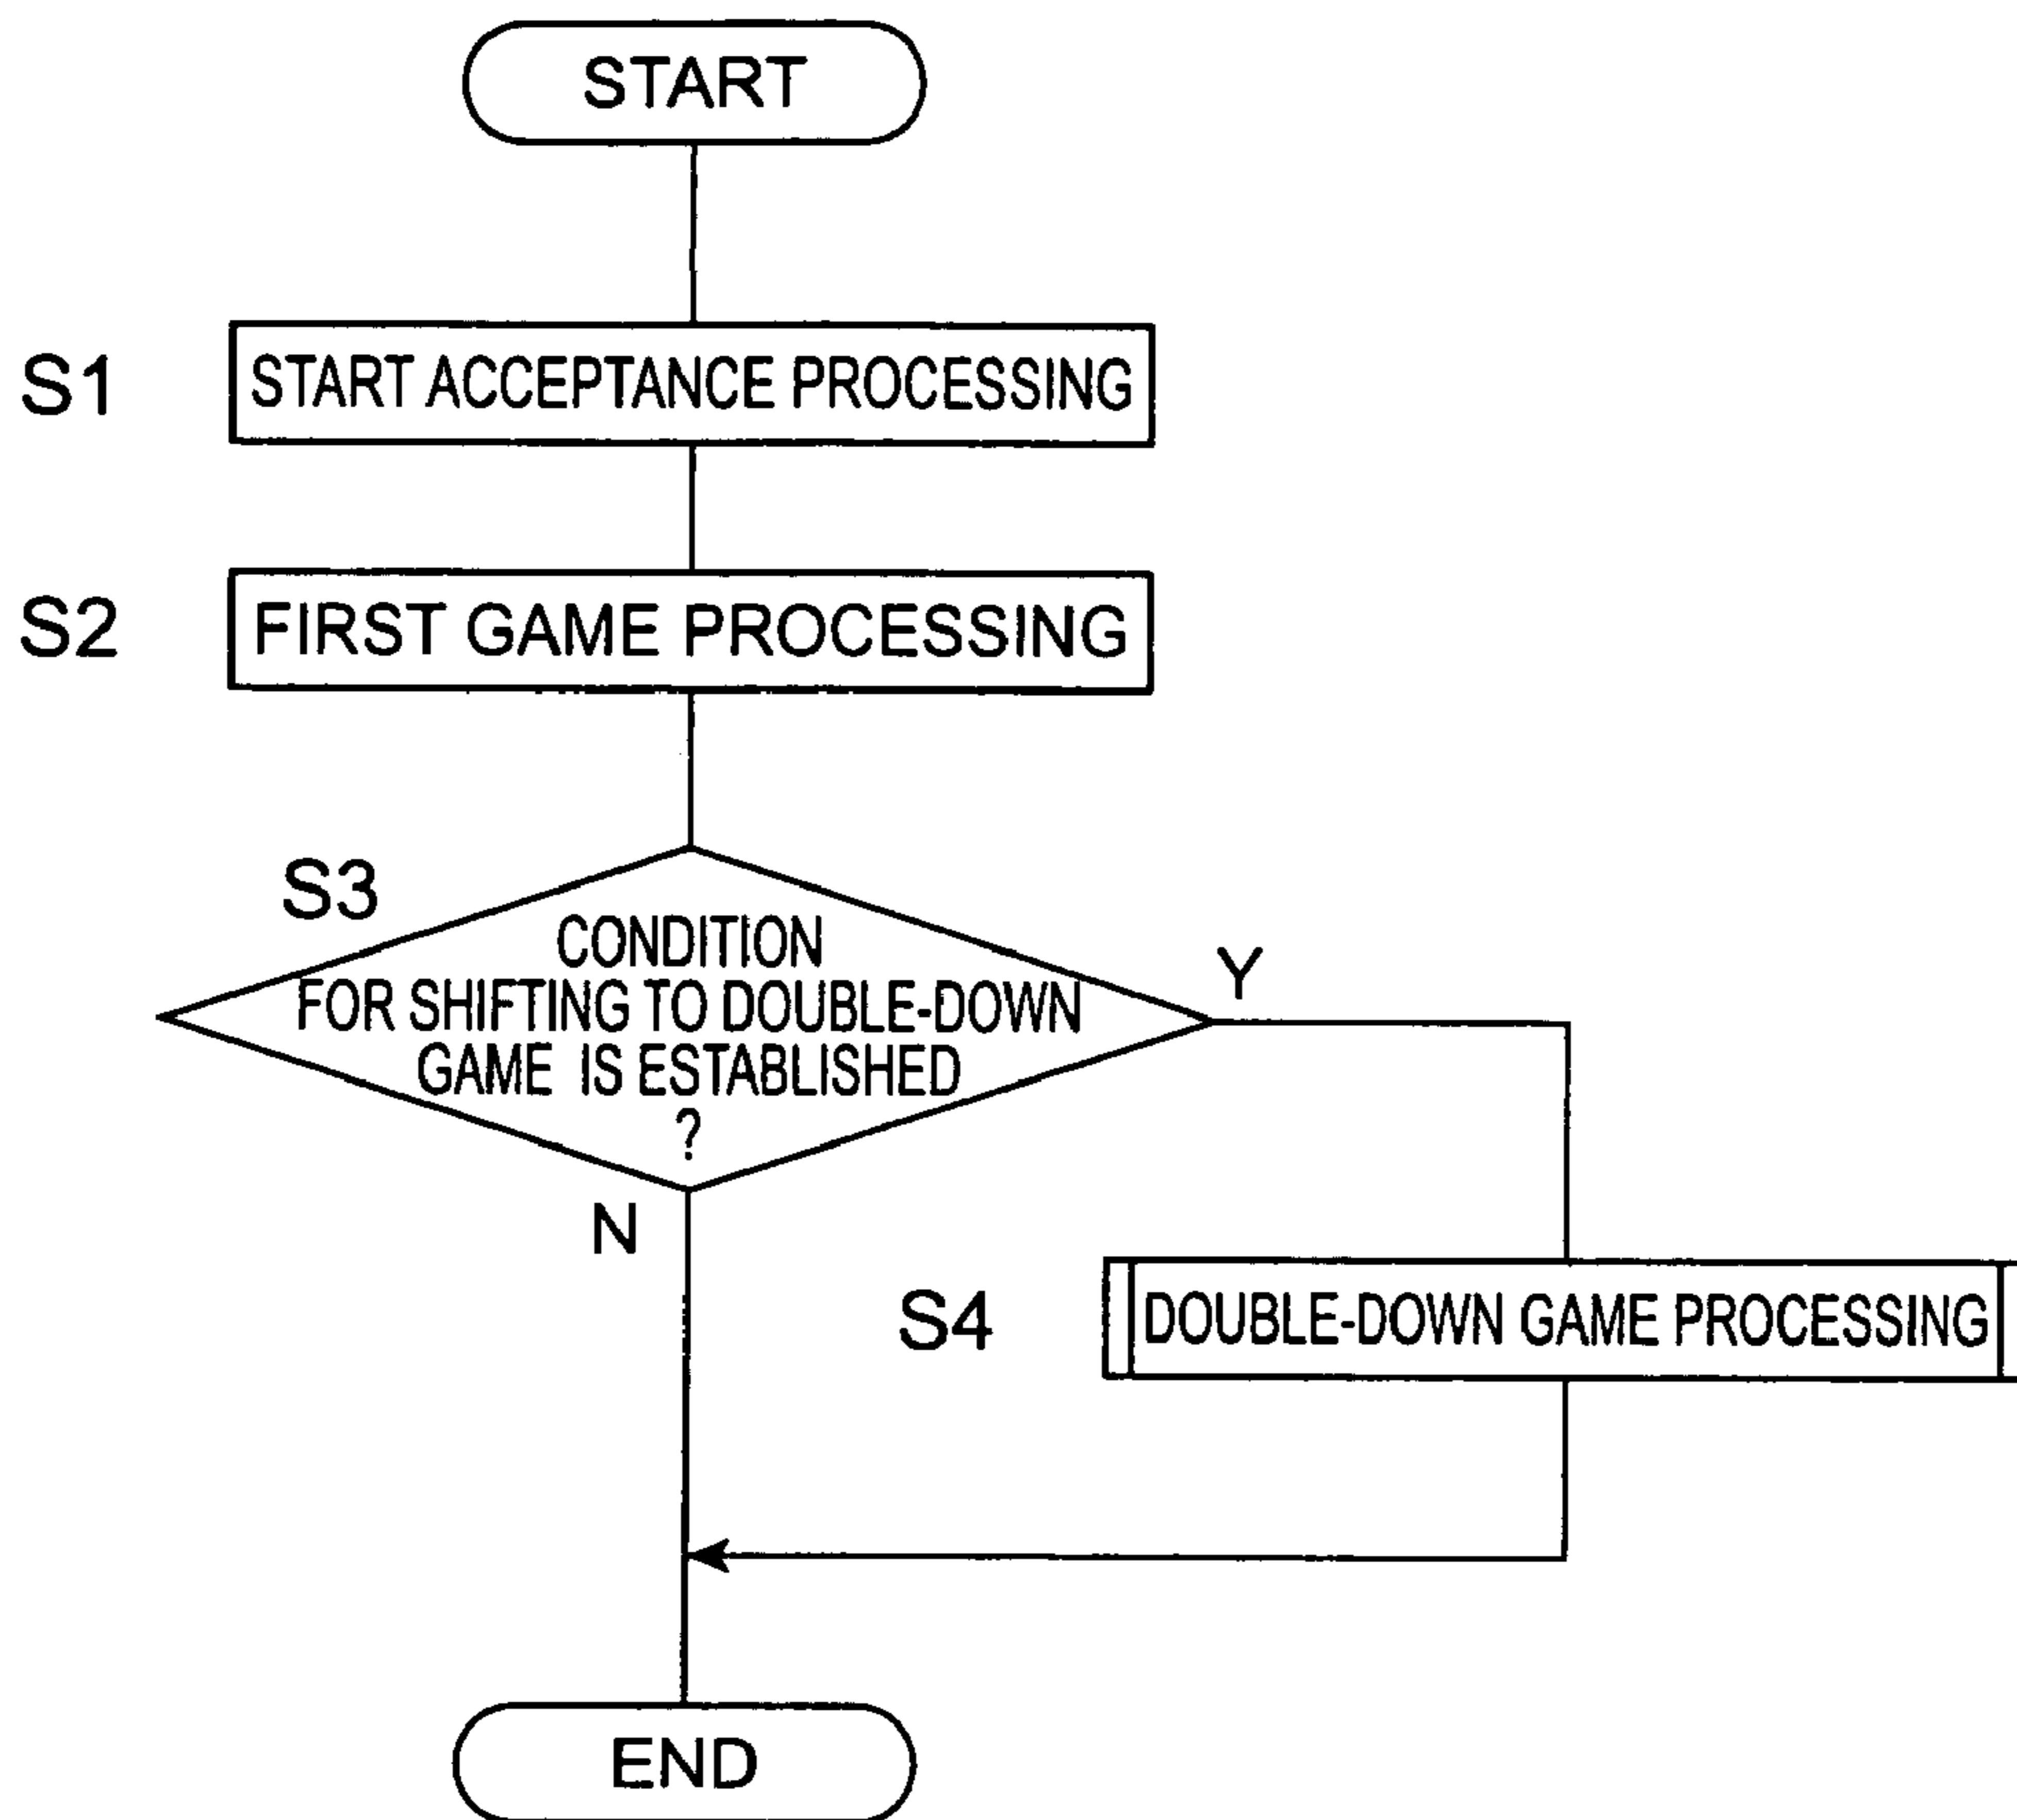 START
S1
START ACCEPTANCE PROCESSING
S2
FIRST GAME PROCESSING
S3
CONDITION
FOR SHIFTING TO DOUBLE-DOWN
GAME IS ESTABLISHED
?
Y
N
S4
DOUBLE-DOWN GAME PROCESSING
END